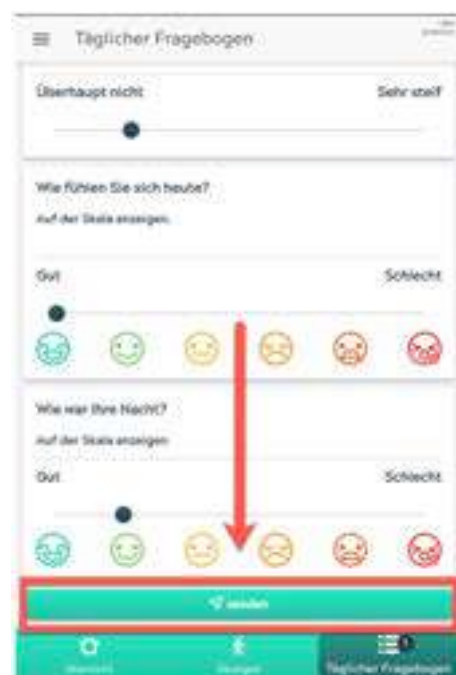 Täglicher Fragebogen
Überhaupt nicht Sehr steif
Wie fühlen Sie sich heute?
Auf der Skala anzeigen.
Gut Schlecht
Wie war Ihre Nacht?
Auf der Skala anzeigen
Gut Schlecht
senden
Übungen Täglicher Fragebogen